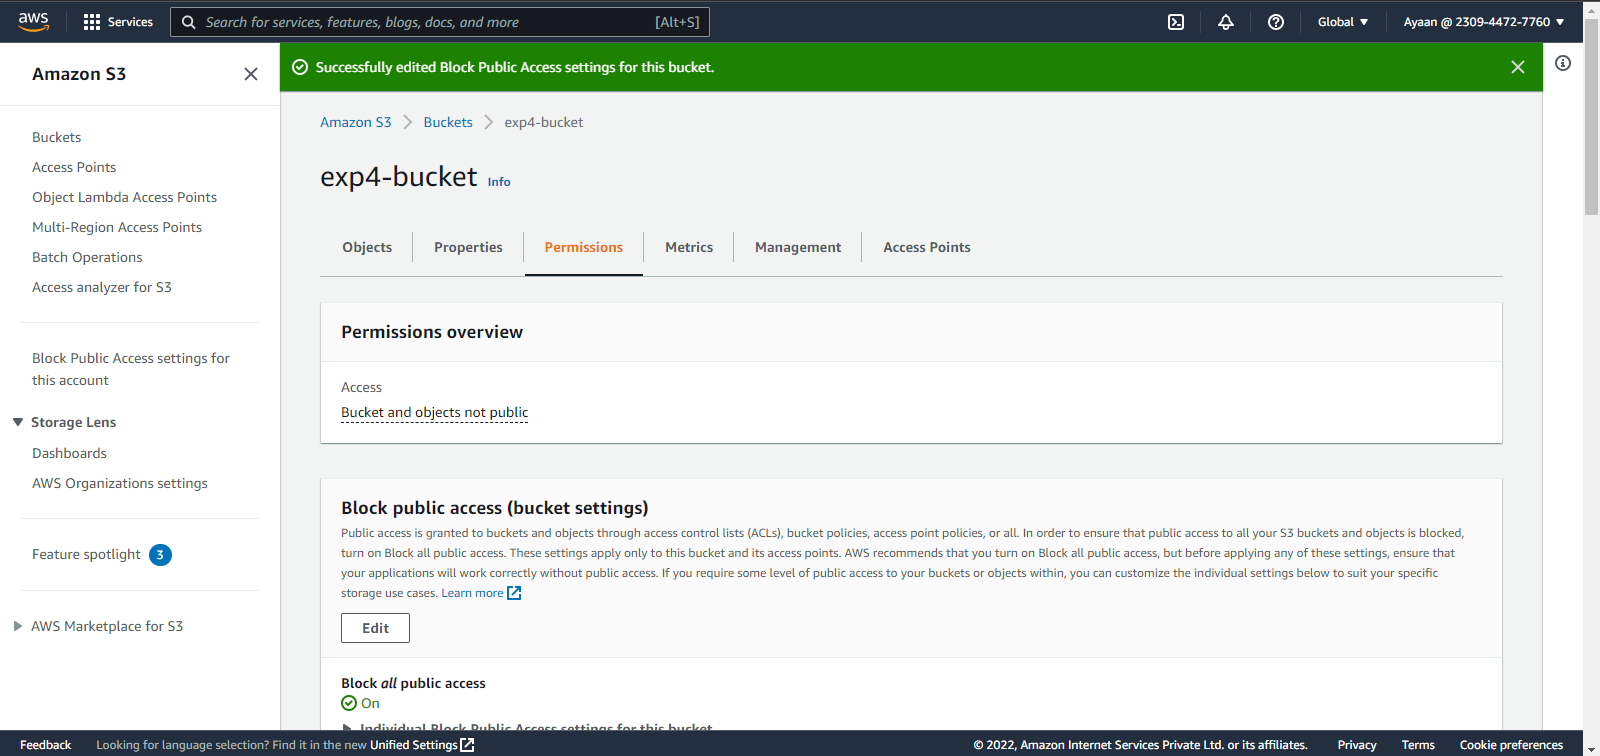 aws
Services
Search for services, features, blogs, docs, and more
[Alt+S]
Global
Ayaan @ 2309-4472-7760
Amazon S3
Buckets
Access Points
Object Lambda Access Points
Multi-Region Access Points
Batch Operations
Access analyzer for S3
Block Public Access settings for
this account
Storage Lens
Dashboards
AWS Organizations settings
Feature spotlight 3
AWS Marketplace for S3
Successfully edited Block Public Access settings for this bucket.
Amazon S3 > Buckets > exp4-bucket
exp4-bucket Info
Objects
Properties
Permissions
Metrics
Management
Access Points
Permissions overview
Access
Bucket and objects not public
Block public access (bucket settings)
Public access is granted to buckets and objects through access control lists (ACLs), bucket policies, access point policies, or all. In order to ensure that public access to all your S3 buckets and objects is blocked,
turn on Block all public access. These settings apply only to this bucket and its access points. AWS recommends that you turn on Block all public access, but before applying any of these settings, ensure that
your applications will work correctly without public access. If you require some level of public access to your buckets or objects within, you can customize the individual settings below to suit your specific
storage use cases. Learn more
Edit
Block all public access
On
Individual Block Public Access settings for this bucket
Feedback
Looking for language selection? Find it in the new Unified Settings
© 2022, Amazon Internet Services Private Ltd. or its affiliates.
Privacy
Terms
Cookie preferences